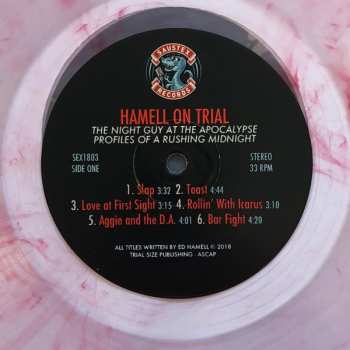 SAUSTEX
RECORDS
HAMELL ON TRIAL
THE NIGHT GUY AT THE APOCALYPSE
PROFILES OF A RUSHING MIDNIGHT
SEX1803 STEREO
SIDE ONE 33 RPM
1. Slap 3:32 2. Toast 4:44
3. Love at First Sight 3:15 4. Rollin' With Icarus 3:10
5. Aggie and the D.A. 4:01 6. Bar Fight 4:20
ALL TITLES WRITTEN BY ED HAMELL © 2018
TRIAL SIZE PUBLISHING - ASCAP